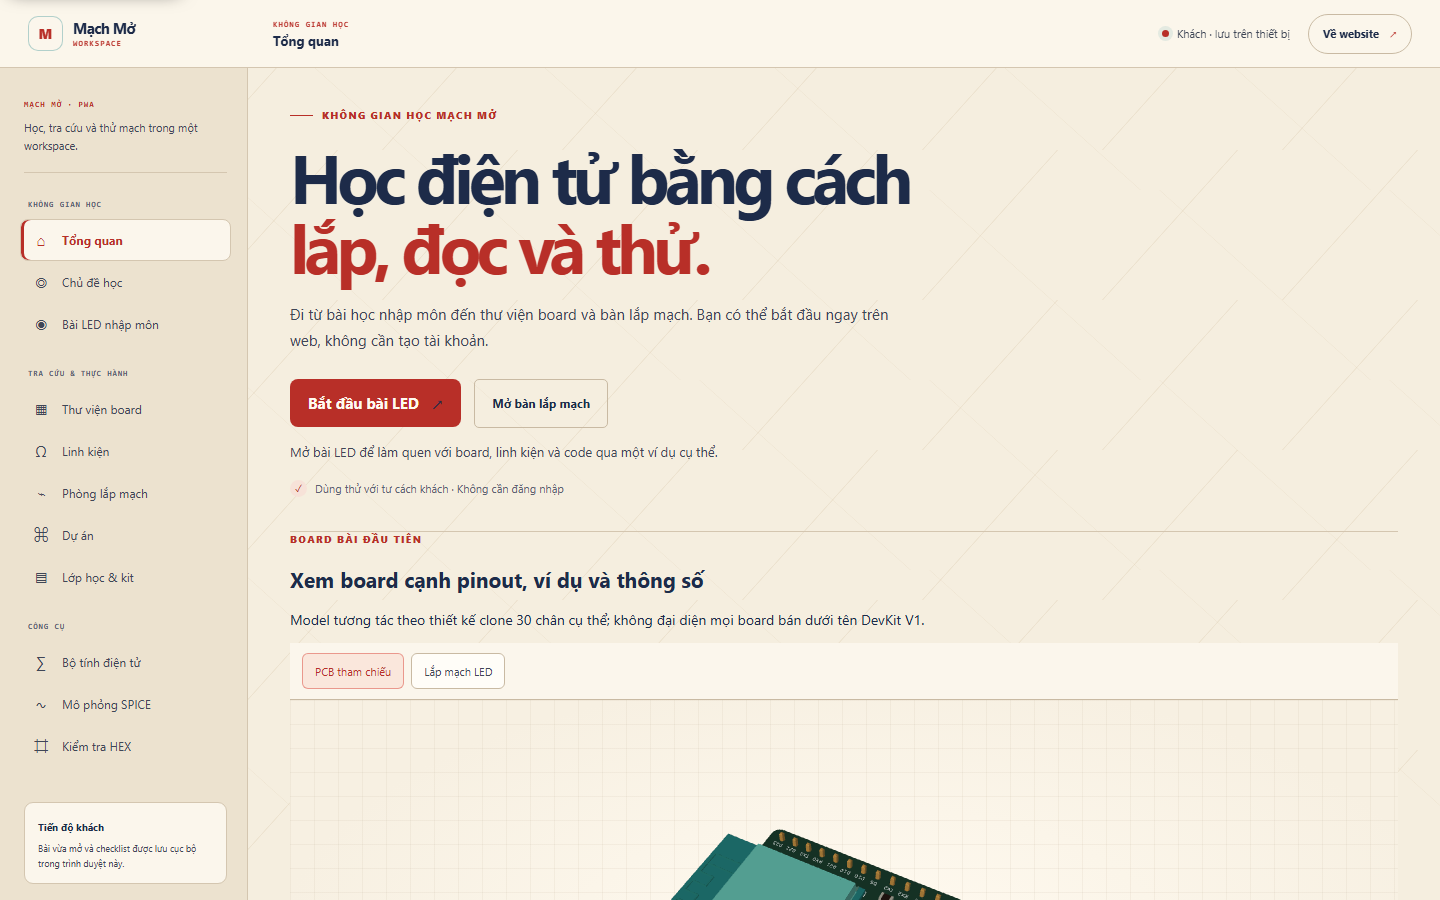 M
Mạch Mở
WORKSPACE
KHÔNG GIAN HỌC
Tổng quan
Khách · lưu trên thiết bị
Về website ↗
MẠCH MỞ · PWA
Học, tra cứu và thử mạch trong một
workspace.
KHÔNG GIAN HỌC
Tổng quan
Chủ đề học
Bài LED nhập môn
TRA CỨU & THỰC HÀNH
Thư viện board
Linh kiện
Phòng lắp mạch
Dự án
Lớp học & kit
CÔNG CỤ
Bộ tính điện tử
Mô phỏng SPICE
Kiểm tra HEX
Tiến độ khách
Bài vừa mở và checklist được lưu cục bộ
trong trình duyệt này.
KHÔNG GIAN HỌC MẠCH MỞ
Học điện tử bằng cách
lắp, đọc và thử.
Đi từ bài học nhập môn đến thư viện board và bàn lắp mạch. Bạn có thể bắt đầu ngay trên
web, không cần tạo tài khoản.
Bắt đầu bài LED ↗
Mở bàn lắp mạch
Mở bài LED để làm quen với board, linh kiện và code qua một ví dụ cụ thể.
✓ Dùng thử với tư cách khách · Không cần đăng nhập
BOARD BÀI ĐẦU TIÊN
Xem board cạnh pinout, ví dụ và thông số
Model tương tác theo thiết kế clone 30 chân cụ thể; không đại diện mọi board bán dưới tên DevKit V1.
PCB tham chiếu
Lắp mạch LED